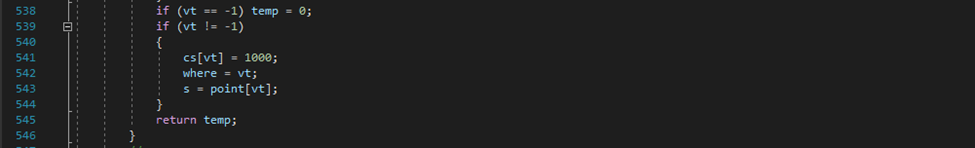 538 if (vt == -1) temp = 0;
539 if (vt != -1)
540 {
541 cs[vt] = 1000;
542 where = vt;
543 s = point[vt];
544 }
545 return temp;
546 }